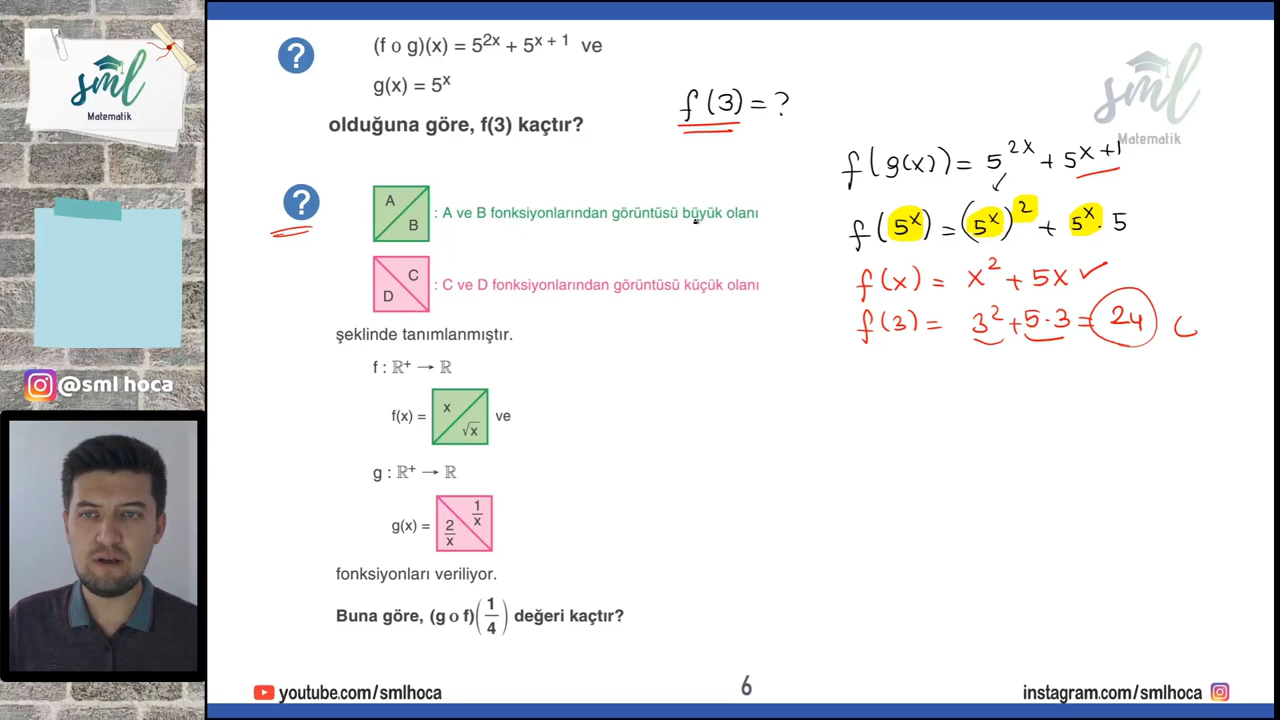 sml
Matematik
@sml hoca
?
(f o g)(x) = 5^{2x} + 5^{x + 1} ve
g(x) = 5^x
olduğuna göre, f(3) kaçtır?
f(3) = ?
sml
Matematik
f(g(x)) = 5^{2x} + 5^{x+1}
f(5^x) = (5^x)^2 + 5^x . 5
f(x) = x^2 + 5x ✓
f(3) = 3^2 + 5.3 = 24 C
?
A
B
: A ve B fonksiyonlarından görüntüsü büyük olanı
C
D
: C ve D fonksiyonlarından görüntüsü küçük olanı
şeklinde tanımlanmıştır.
f : ℝ⁺ → ℝ
f(x) = x √x ve
g : ℝ⁺ → ℝ
g(x) = 2/x 1/x
fonksiyonları veriliyor.
Buna göre, (g o f)(1/4) değeri kaçtır?
youtube.com/smlhoca
6
instagram.com/smlhoca